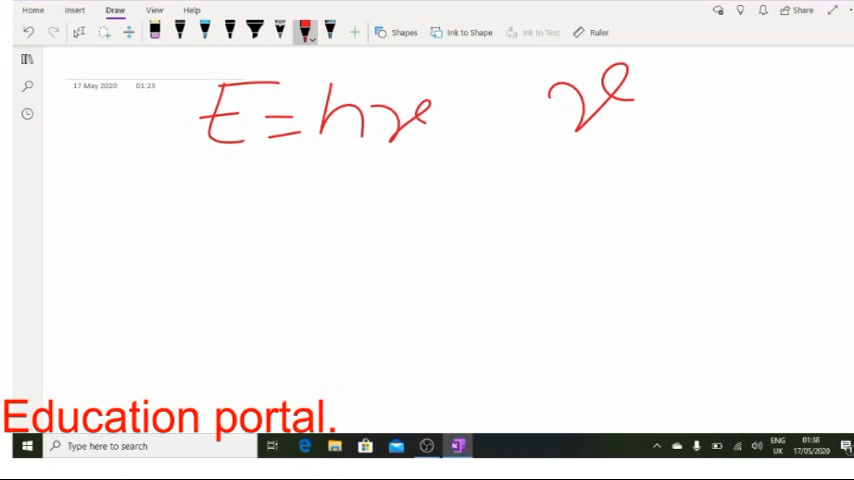 Home Insert Draw View Help Share
Shapes Ink to Shape Ink to Text Ruler
17 May 2020 01:23
E = hν ν
Education portal.
Type here to search
ENG 01:38
UK 17/05/2020